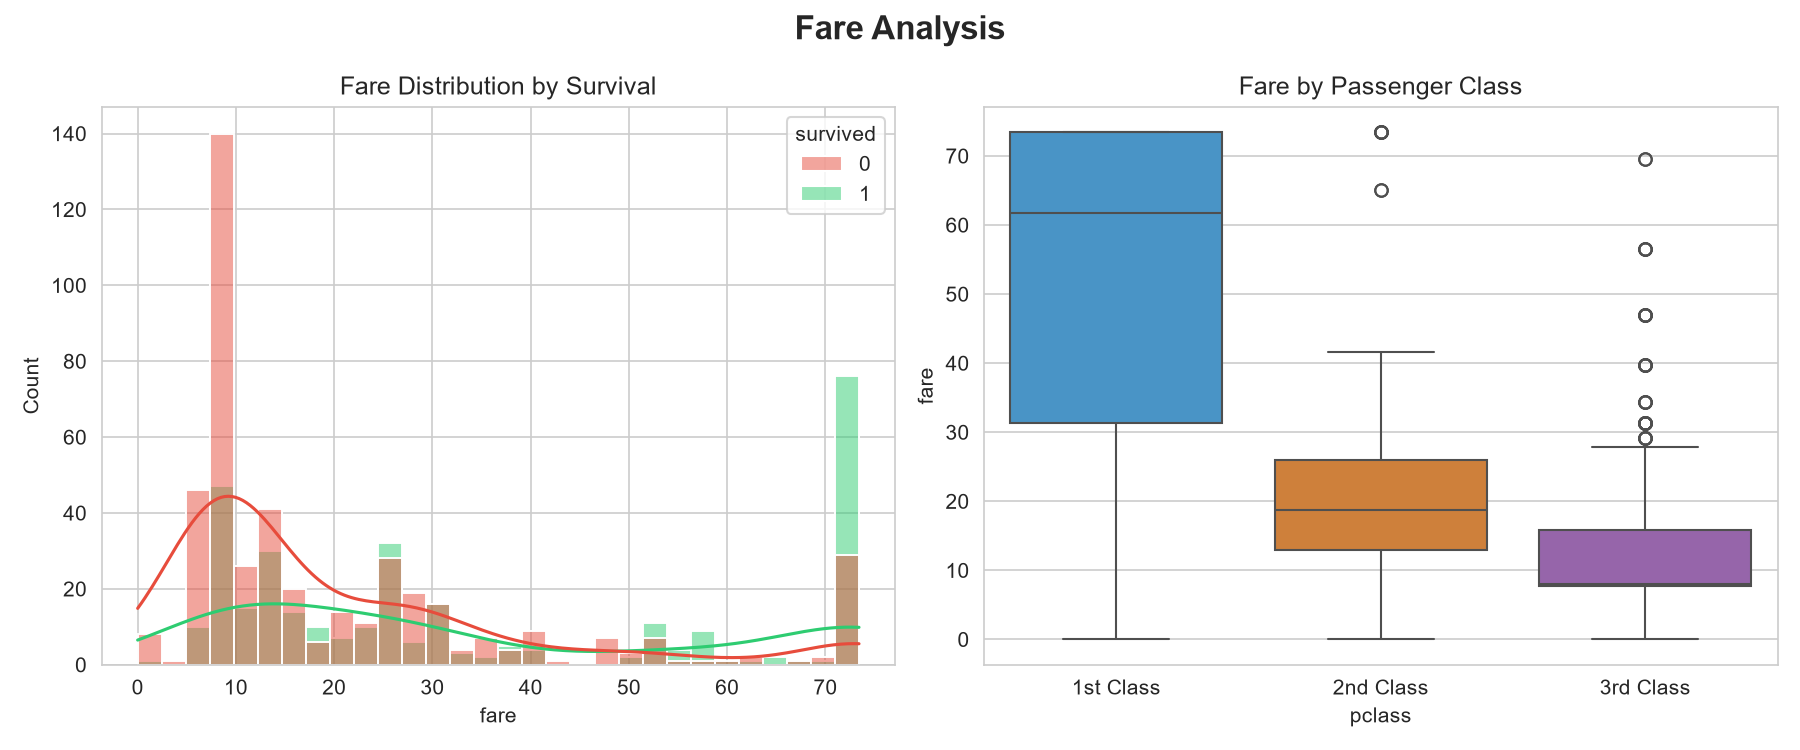 Fare Analysis
Fare Distribution by Survival
140
120
100
80
60
40
20
0
Count
survived
0
1
0 10 20 30 40 50 60 70
fare
Fare by Passenger Class
70
60
50
40
30
20
10
0
fare
1st Class 2nd Class 3rd Class
pclass